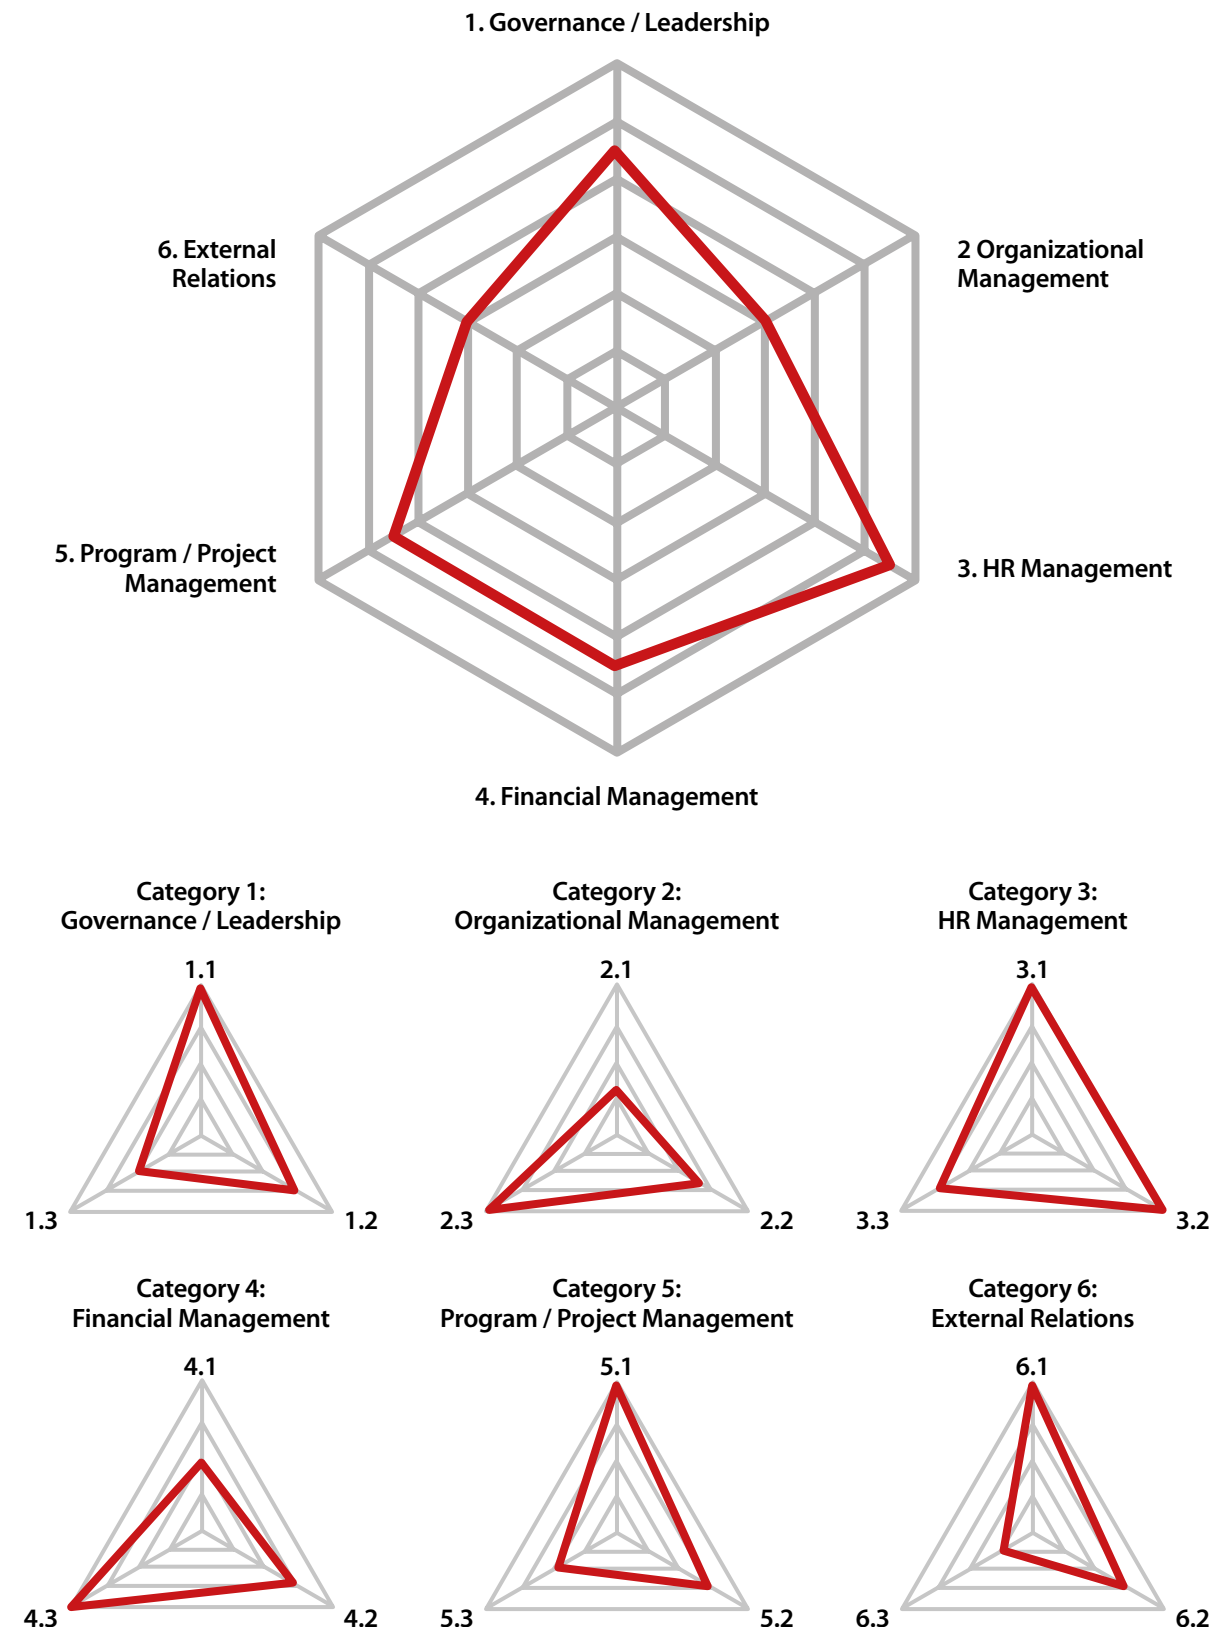 1. Governance / Leadership
6. External
Relations
2 Organizational
Management
5. Program / Project
Management
3. HR Management
4. Financial Management
Category 1:
Governance / Leadership
1.1
1.3
1.2
Category 2:
Organizational Management
2.1
2.3
2.2
Category 3:
HR Management
3.1
3.3
3.2
Category 4:
Financial Management
4.1
4.3
4.2
Category 5:
Program / Project Management
5.1
5.3
5.2
Category 6:
External Relations
6.1
6.3
6.2